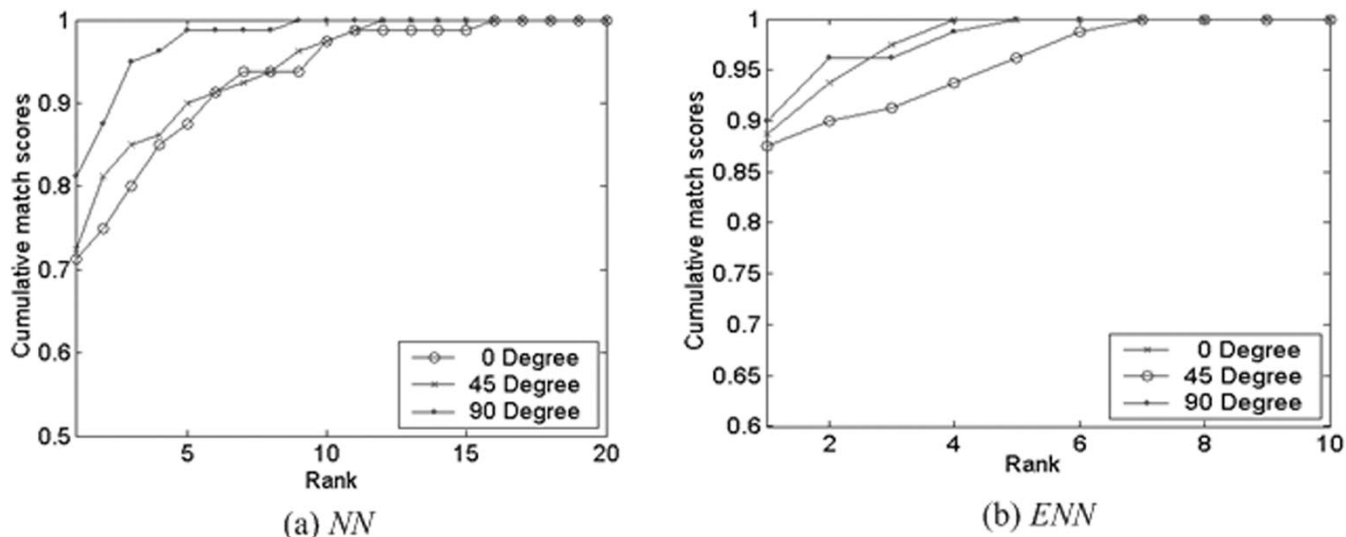 1
0.9
0.8
0.7
0.6
0.5
Cumulative match scores
0 Degree
45 Degree
90 Degree
5
10
15
20
Rank
(a) NN
1
0.95
0.9
0.85
0.8
0.75
0.7
0.65
0.6
Cumulative match scores
0 Degree
45 Degree
90 Degree
2
4
6
8
10
Rank
(b) ENN